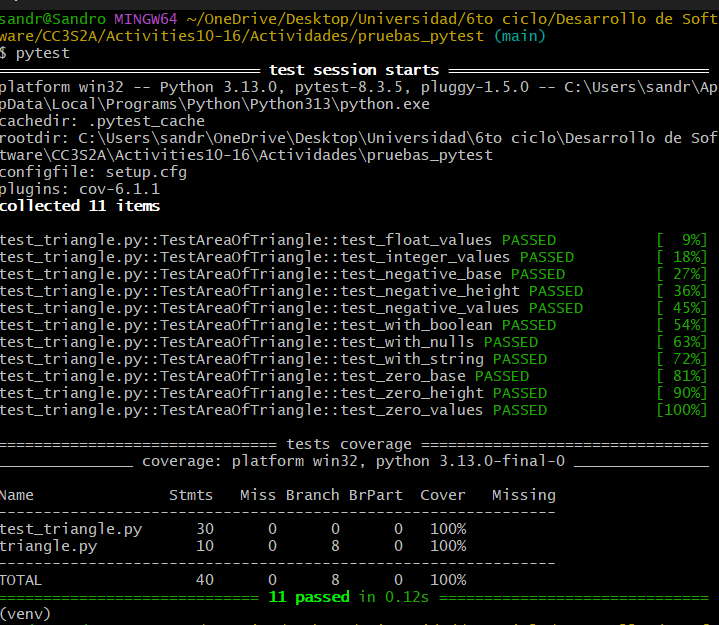 sandr@Sandro MINGW64 ~/OneDrive/Desktop/Universidad/6to ciclo/Desarrollo de Soft
ware/CC3S2A/Activities10-16/Actividades/pruebas_pytest (main)
$ pytest
============================= test session starts =============================
platform win32 -- Python 3.13.0, pytest-8.3.5, pluggy-1.5.0 -- C:\Users\sandr\Ap
pData\Local\Programs\Python\Python313\python.exe
cachedir: .pytest_cache
rootdir: C:\Users\sandr\OneDrive\Desktop\Universidad\6to ciclo\Desarrollo de Sof
tware\CC3S2A\Activities10-16\Actividades\pruebas_pytest
configfile: setup.cfg
plugins: cov-6.1.1
collected 11 items
test_triangle.py::TestAreaOfTriangle::test_float_values PASSED [  9%]
test_triangle.py::TestAreaOfTriangle::test_integer_values PASSED [ 18%]
test_triangle.py::TestAreaOfTriangle::test_negative_base PASSED [ 27%]
test_triangle.py::TestAreaOfTriangle::test_negative_height PASSED [ 36%]
test_triangle.py::TestAreaOfTriangle::test_negative_values PASSED [ 45%]
test_triangle.py::TestAreaOfTriangle::test_with_boolean PASSED [ 54%]
test_triangle.py::TestAreaOfTriangle::test_with_nulls PASSED [ 63%]
test_triangle.py::TestAreaOfTriangle::test_with_string PASSED [ 72%]
test_triangle.py::TestAreaOfTriangle::test_zero_base PASSED [ 81%]
test_triangle.py::TestAreaOfTriangle::test_zero_height PASSED [ 90%]
test_triangle.py::TestAreaOfTriangle::test_zero_values PASSED [100%]
=============================== tests coverage ================================
_______________ coverage: platform win32, python 3.13.0-final-0 _______________
Name               Stmts   Miss Branch BrPart  Cover   Missing
--------------------------------------------------------------
test_triangle.py      30      0      0      0   100%
triangle.py           10      0      8      0   100%
--------------------------------------------------------------
TOTAL                 40      0      8      0   100%
============================= 11 passed in 0.12s ==============================
(venv)